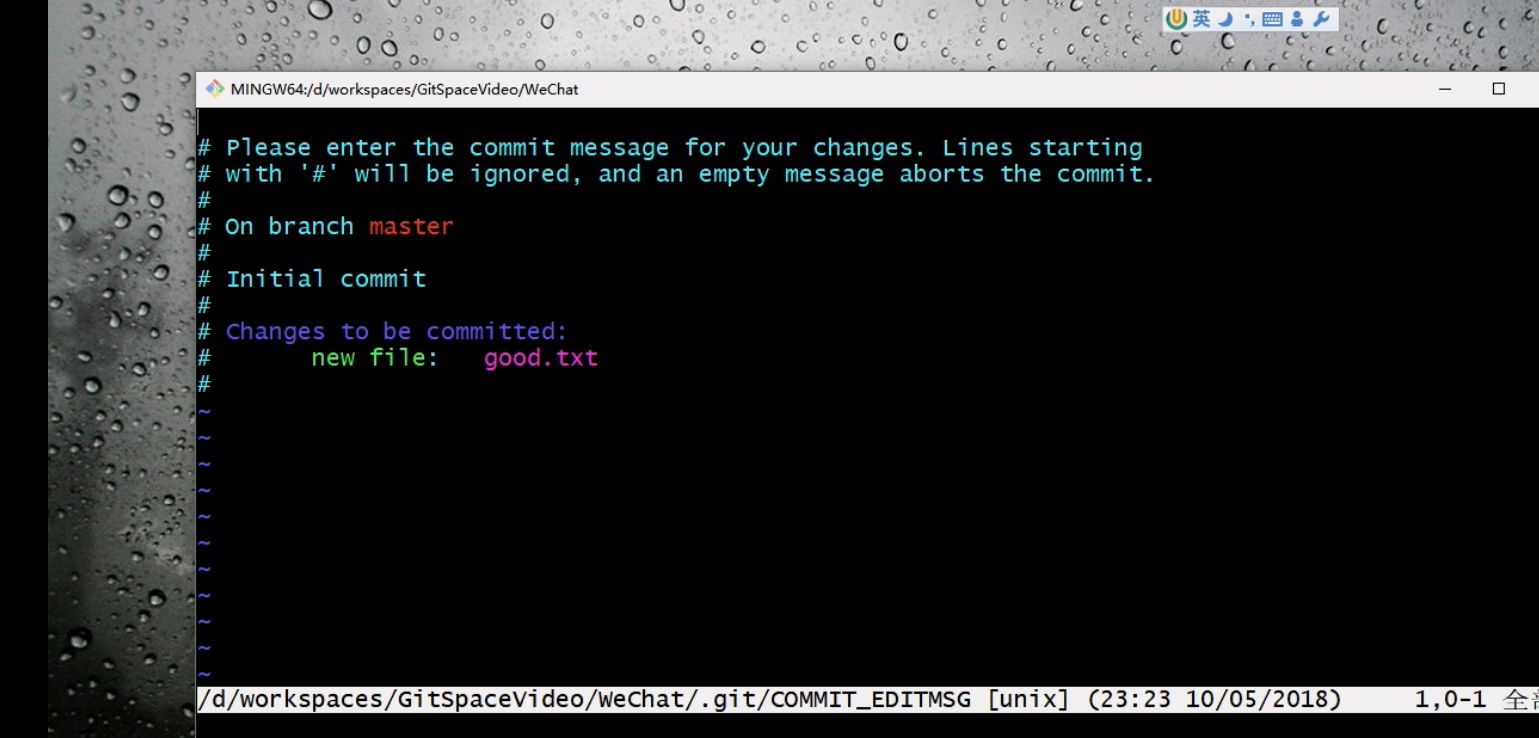 英
MINGW64:/d/workspaces/GitSpaceVideo/WeChat
# Please enter the commit message for your changes. Lines starting
# with '#' will be ignored, and an empty message aborts the commit.
#
# On branch master
#
# Initial commit
#
# Changes to be committed:
#       new file:   good.txt
#
~
~
~
~
~
~
~
~
~
~
~
/d/workspaces/GitSpaceVideo/WeChat/.git/COMMIT_EDITMSG [unix] (23:23 10/05/2018)     1,0-1 全